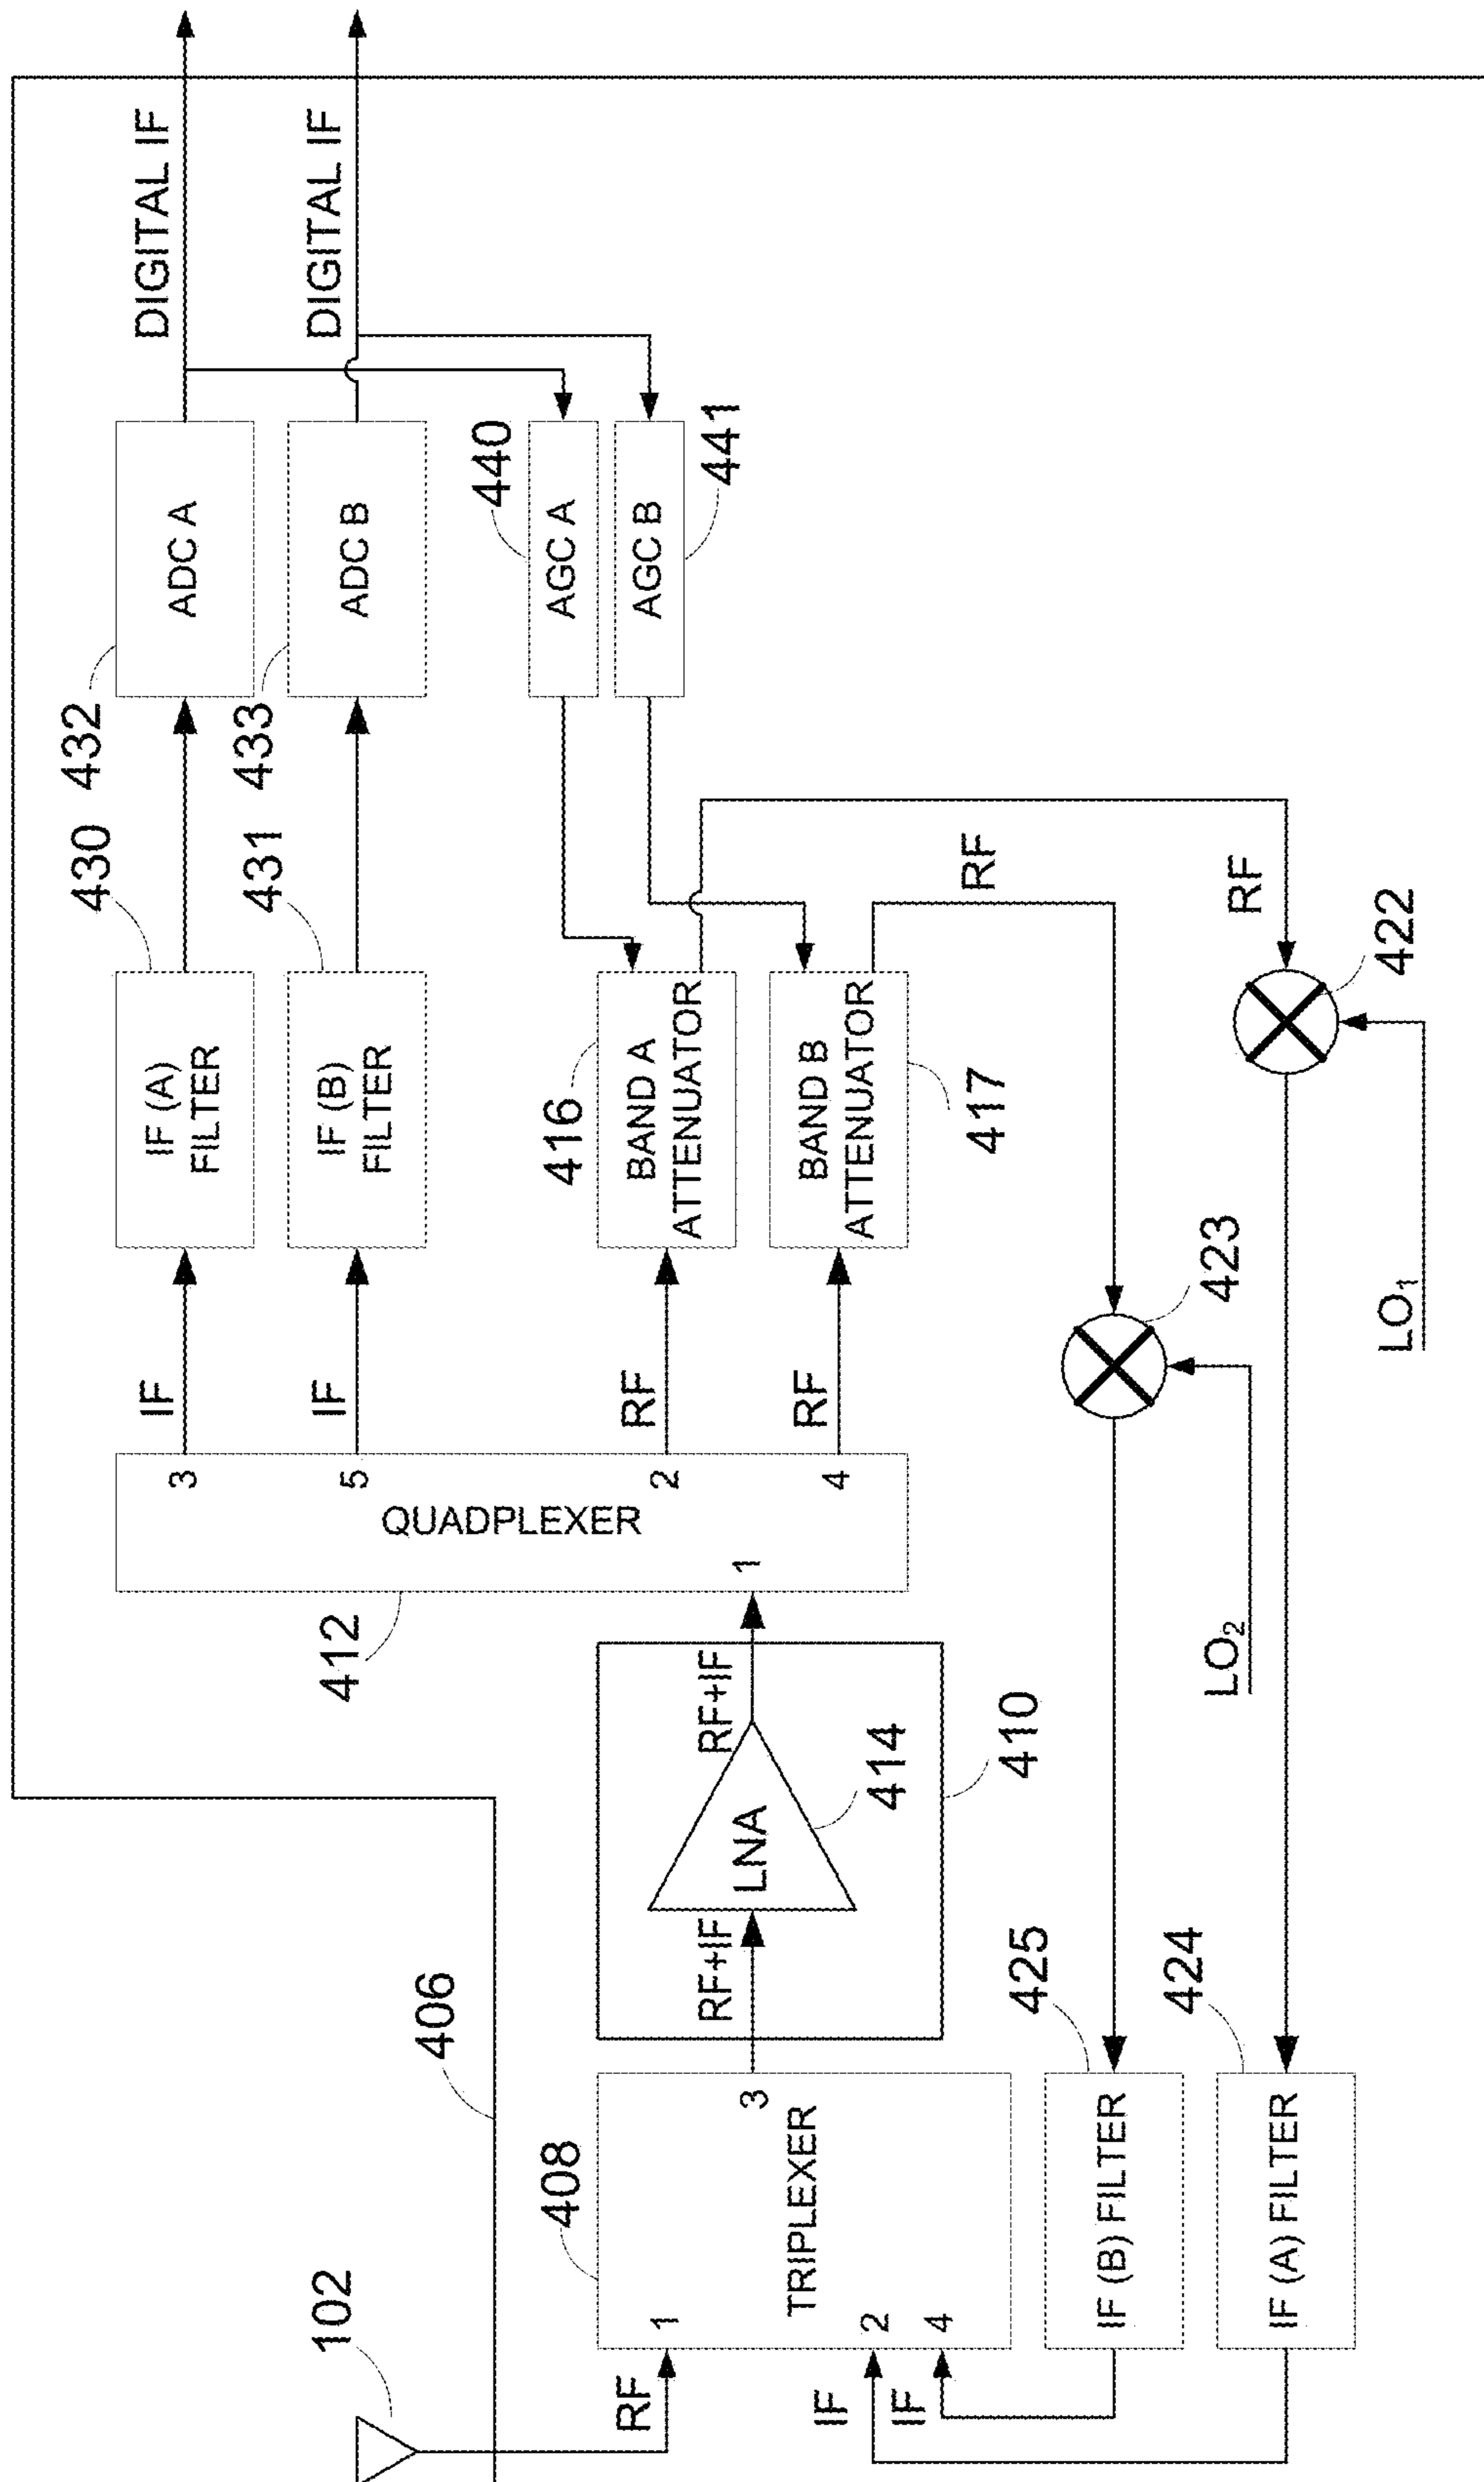 102
406
RF
1
408
TRIPLEXER
3
IF
2
IF
4
RF+IF
LNA
RF+IF
414
410
412
QUADPLEXER
1
3
5
2
4
IF
IF
RF
RF
430
IF (A)
FILTER
431
IF (B)
FILTER
432
ADC A
433
ADC B
DIGITAL IF
DIGITAL IF
440
AGC A
AGC B
441
416
BAND A
ATTENUATOR
BAND B
ATTENUATOR
417
RF
RF
423
422
LO2
LO1
425
IF (B) FILTER
424
IF (A) FILTER